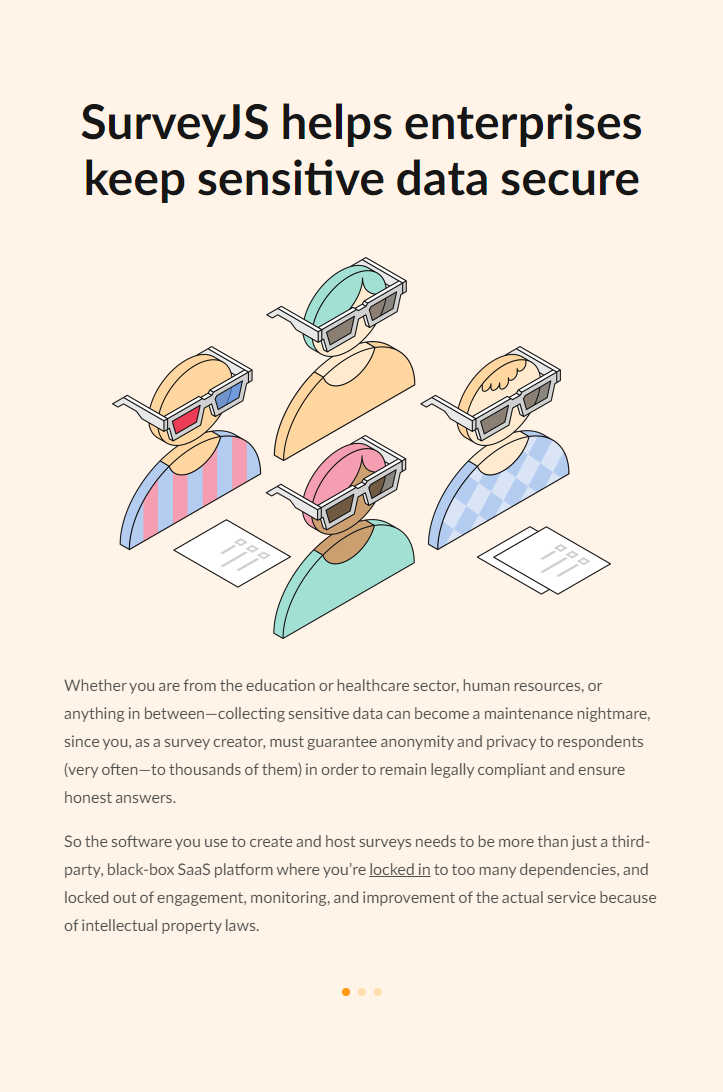 SurveyJS helps enterprises
keep sensitive data secure
Whether you are from the education or healthcare sector, human resources, or
anything in between—collecting sensitive data can become a maintenance nightmare,
since you, as a survey creator, must guarantee anonymity and privacy to respondents
(very often—to thousands of them) in order to remain legally compliant and ensure
honest answers.
So the software you use to create and host surveys needs to be more than just a third-
party, black-box SaaS platform where you’re locked in to too many dependencies, and
locked out of engagement, monitoring, and improvement of the actual service because
of intellectual property laws.